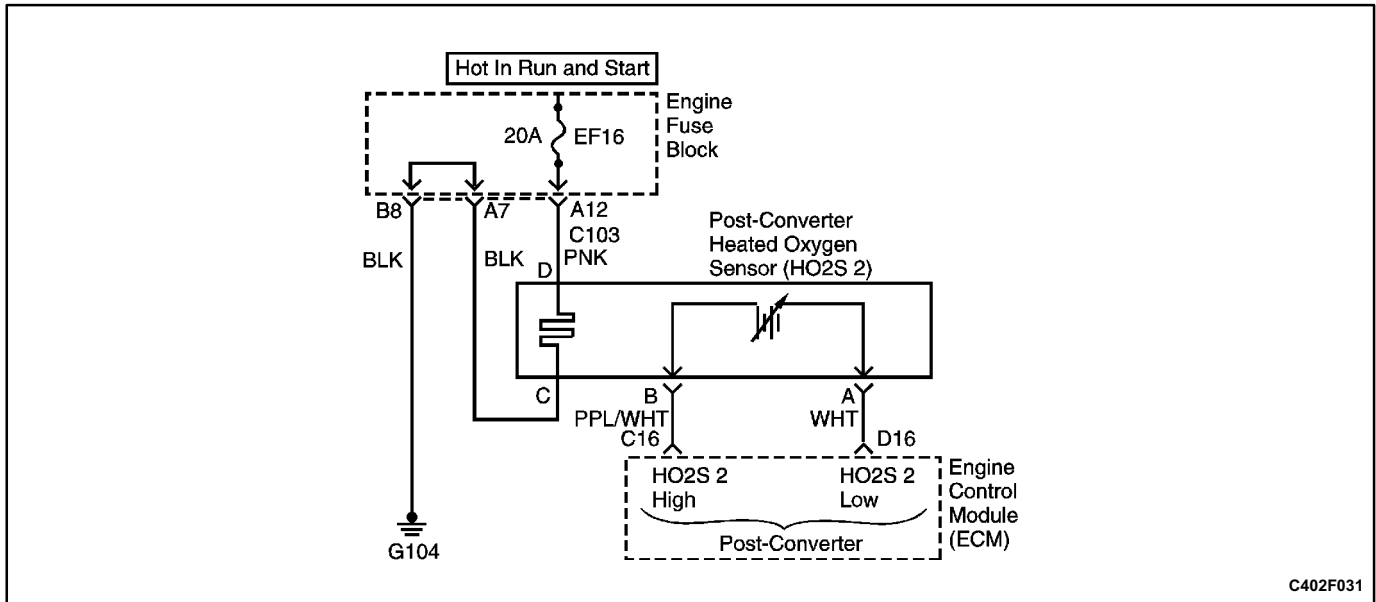 Hot In Run and Start
Engine
Fuse
Block
20A EF16
B8 A7 A12
C103
BLK BLK PNK
D
Post-Converter
Heated Oxygen
Sensor (HO2S 2)
C B A
PPL/WHT WHT
C16 D16
HO2S 2 HO2S 2
High Low
Post-Converter
Engine
Control
Module
(ECM)
G104
C402F031